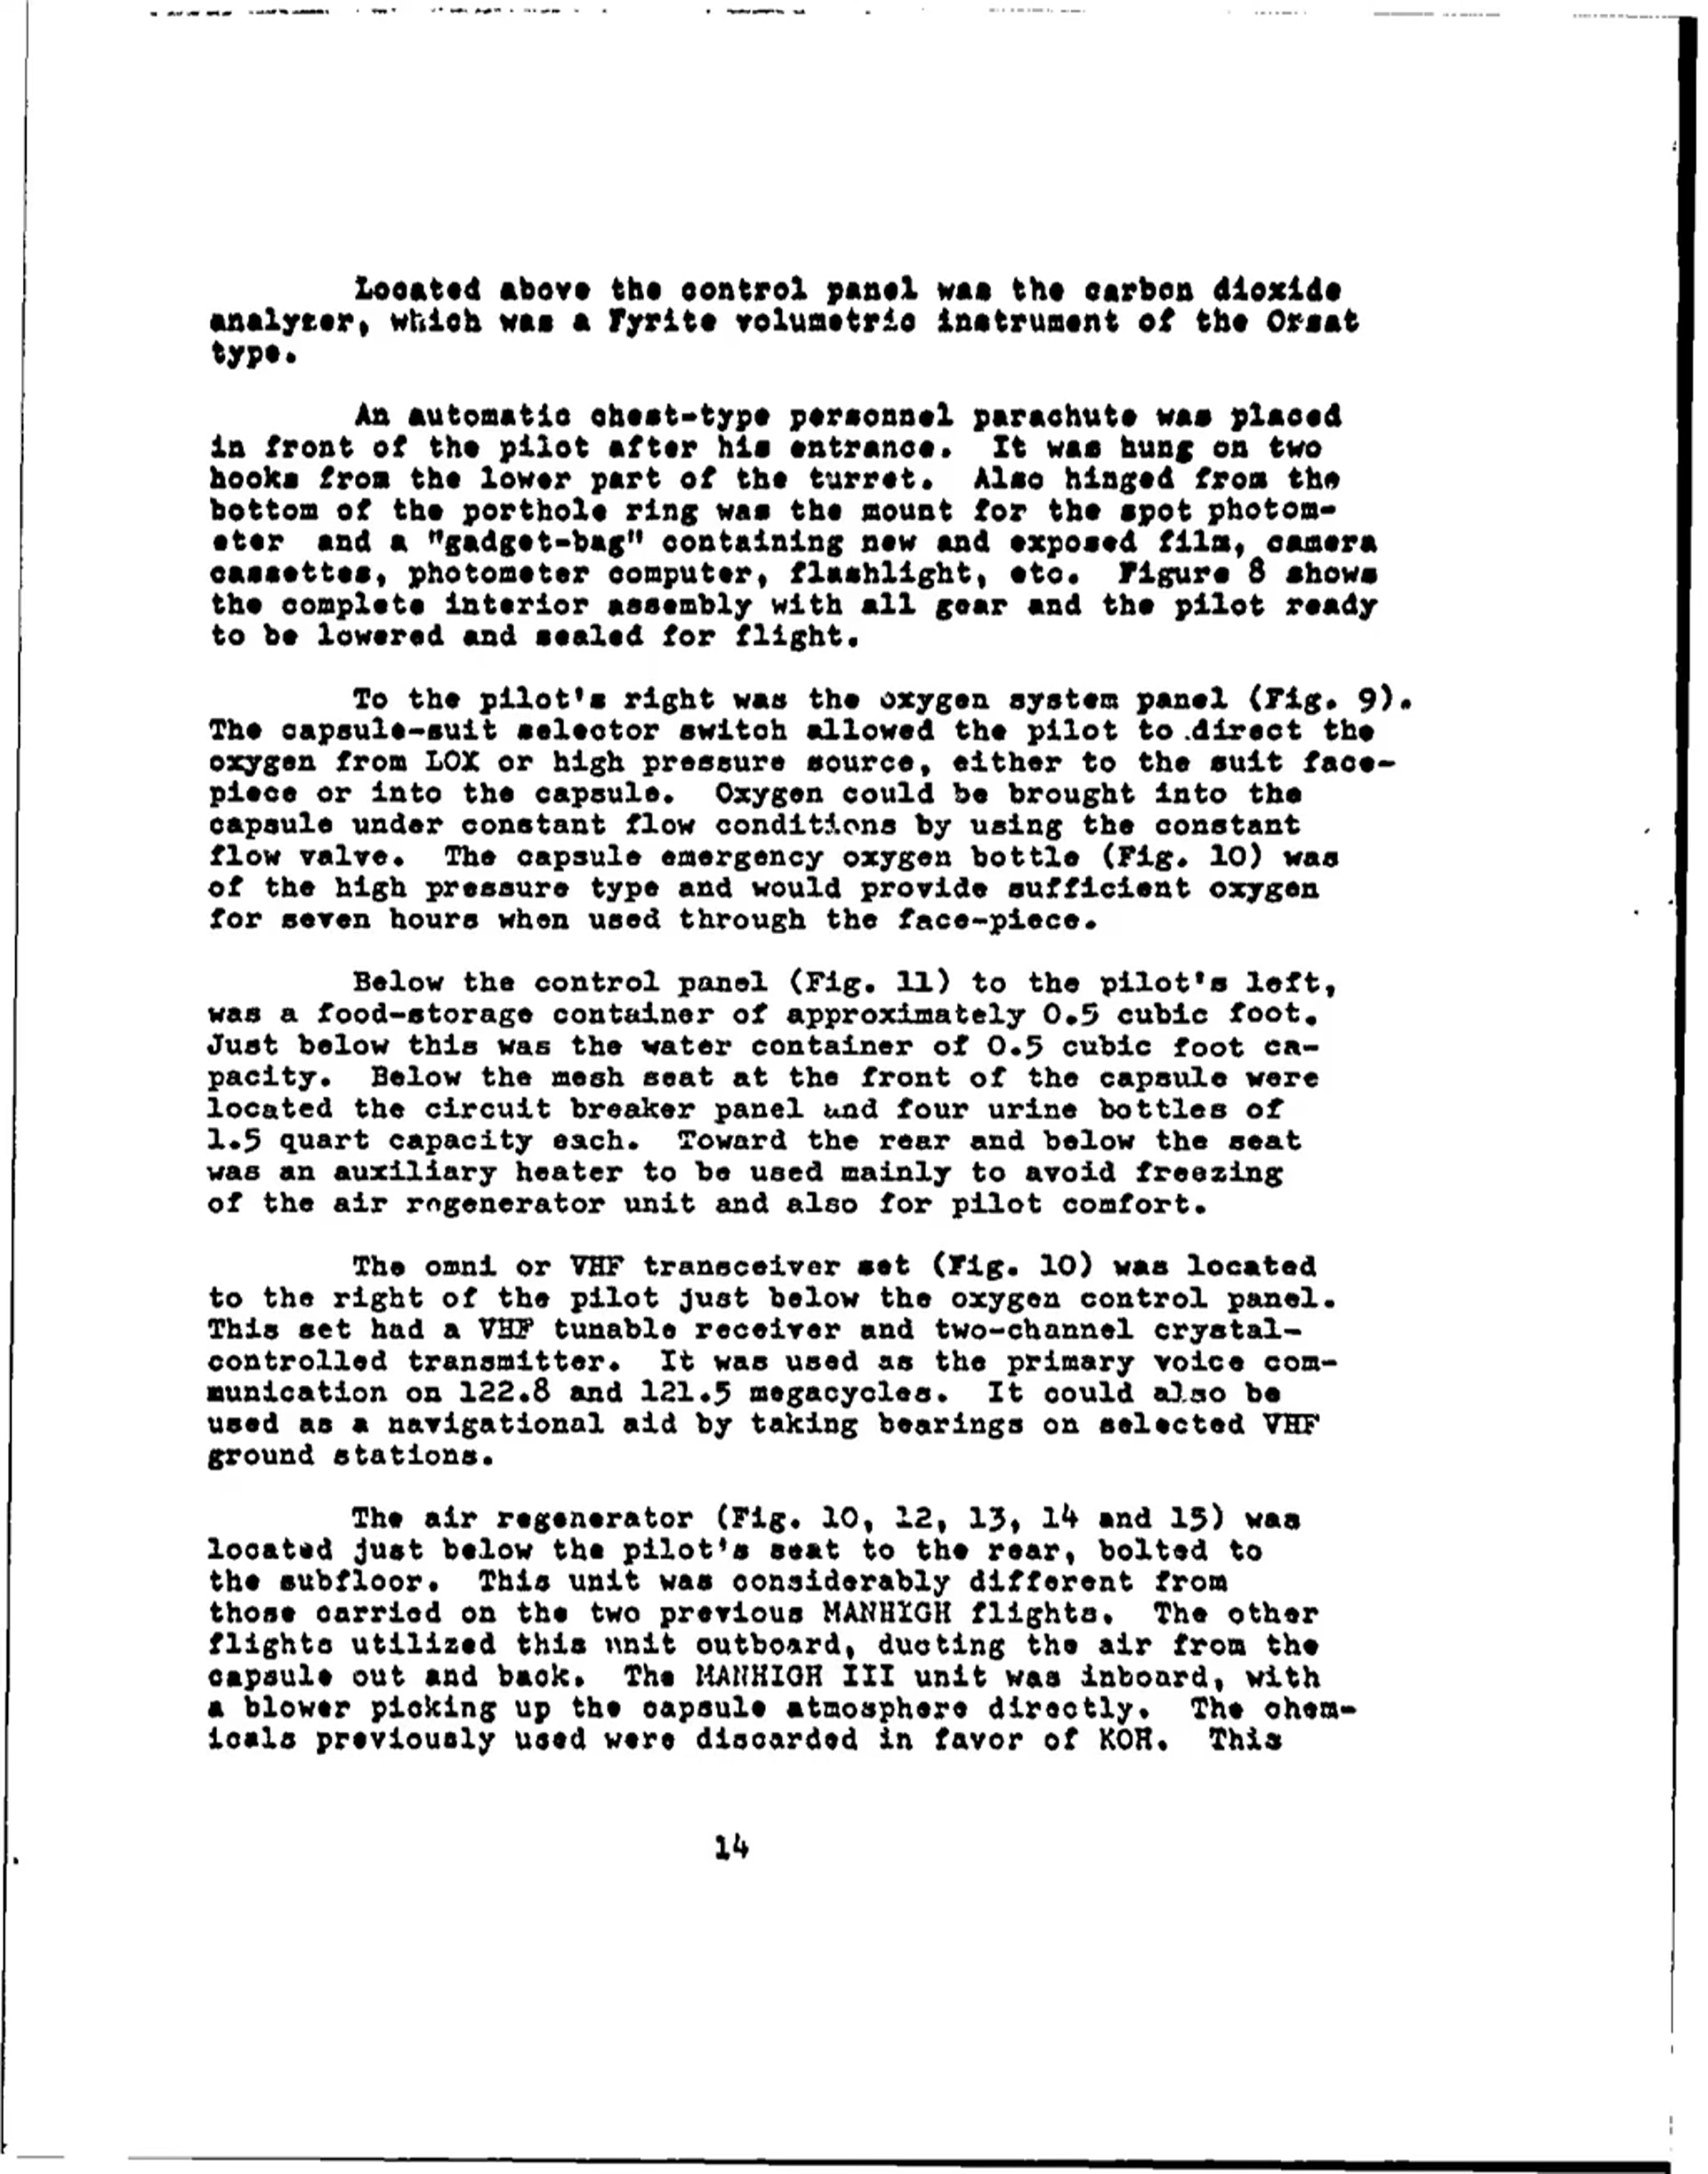 Located above the control panel was the carbon dioxide
analyzer, which was a Fyrite volumetric instrument of the Orsat
type.
An automatic chest-type personnel parachute was placed
in front of the pilot after his entrance. It was hung on two
hooks from the lower part of the turret. Also hinged from the
bottom of the porthole ring was the mount for the spot photom-
eter and a "gadget-bag" containing new and exposed film, camera
cassettes, photometer computer, flashlight, etc. Figure 8 shows
the complete interior assembly with all gear and the pilot ready
to be lowered and sealed for flight.
To the pilot's right was the oxygen system panel (Fig. 9).
The capsule-suit selector switch allowed the pilot to direct the
oxygen from LOX or high pressure source, either to the suit face-
piece or into the capsule. Oxygen could be brought into the
capsule under constant flow conditions by using the constant
flow valve. The capsule emergency oxygen bottle (Fig. 10) was
of the high pressure type and would provide sufficient oxygen
for seven hours when used through the face-piece.
Below the control panel (Fig. 11) to the pilot's left,
was a food-storage container of approximately 0.5 cubic foot.
Just below this was the water container of 0.5 cubic foot ca-
pacity. Below the mesh seat at the front of the capsule were
located the circuit breaker panel and four urine bottles of
1.5 quart capacity each. Toward the rear and below the seat
was an auxiliary heater to be used mainly to avoid freezing
of the air regenerator unit and also for pilot comfort.
The omni or VHF transceiver set (Fig. 10) was located
to the right of the pilot just below the oxygen control panel.
This set had a VHF tunable receiver and two-channel crystal-
controlled transmitter. It was used as the primary voice com-
munication on 122.8 and 121.5 megacycles. It could also be
used as a navigational aid by taking bearings on selected VHF
ground stations.
The air regenerator (Fig. 10, 12, 13, 14 and 15) was
located just below the pilot's seat to the rear, bolted to
the subfloor. This unit was considerably different from
those carried on the two previous MANHIGH flights. The other
flights utilized this unit outboard, ducting the air from the
capsule out and back. The MANHIGH III unit was inboard, with
a blower picking up the capsule atmosphere directly. The chem-
icals previously used were discarded in favor of KOH. This
14